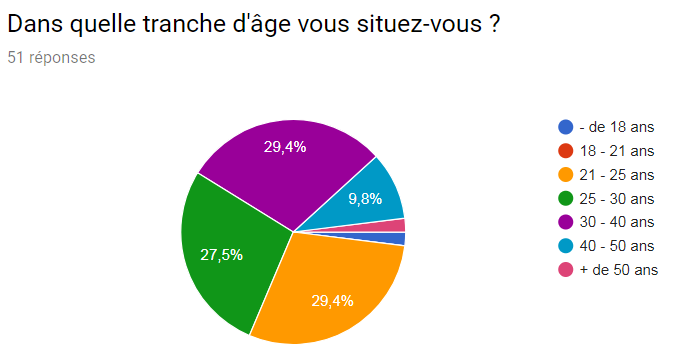 Dans quelle tranche d'âge vous situez-vous ?
51 réponses
29,4%
9,8%
27,5%
29,4%
- de 18 ans
18 - 21 ans
21 - 25 ans
25 - 30 ans
30 - 40 ans
40 - 50 ans
+ de 50 ans